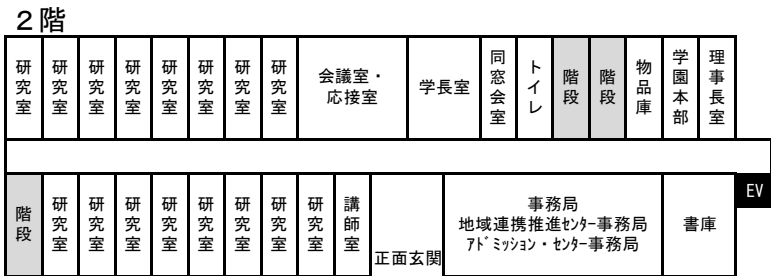 ２階
研究室
研究室
研究室
研究室
研究室
研究室
研究室
研究室
会議室・
応接室
学長室
同窓会室
トイレ
階段
階段
物品庫
学園本部
理事長室
階段
研究室
研究室
研究室
研究室
研究室
研究室
研究室
研究室
講師室
正面玄関
事務局
地域連携推進ｾﾝﾀｰ事務局
ｱﾄﾞﾐｯｼｮﾝ・ｾﾝﾀｰ事務局
書庫
EV